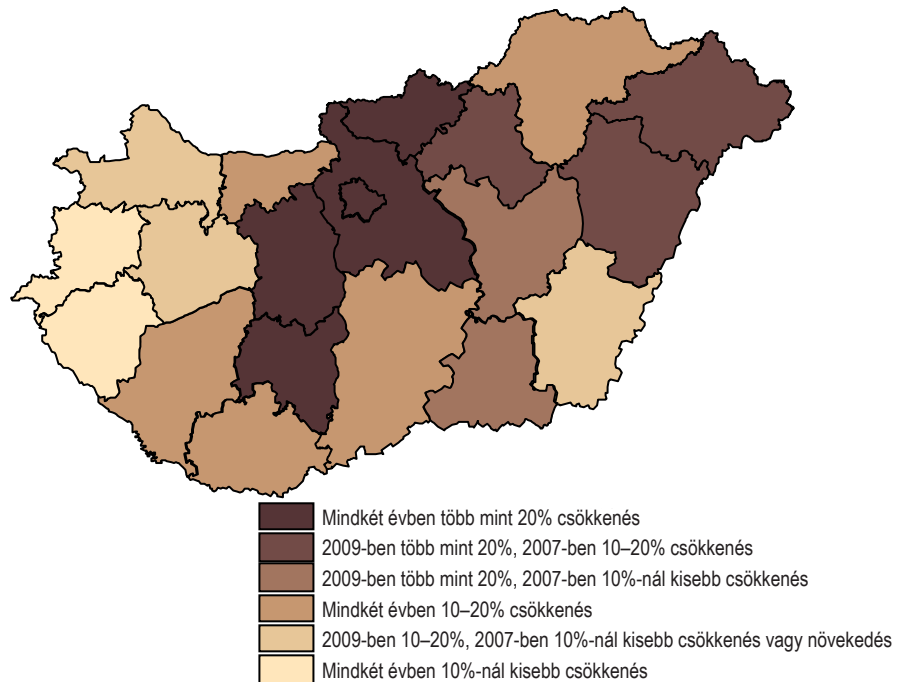 Mindkét évben több mint 20% csökkenés
2009-ben több mint 20%, 2007-ben 10–20% csökkenés
2009-ben több mint 20%, 2007-ben 10%-nál kisebb csökkenés
Mindkét évben 10–20% csökkenés
2009-ben 10–20%, 2007-ben 10%-nál kisebb csökkenés vagy növekedés
Mindkét évben 10%-nál kisebb csökkenés